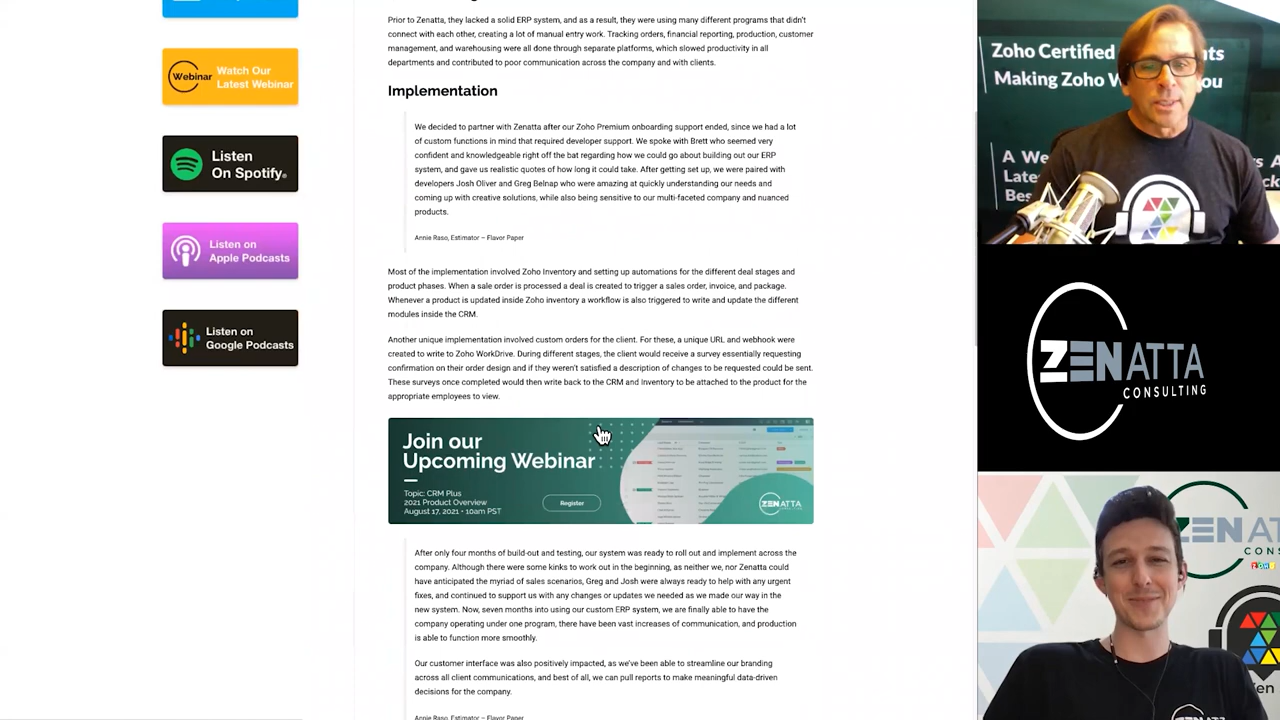 Webinar
Watch Our
Latest Webinar
Listen
On Spotify®
Listen on
Apple Podcasts
Listen on
Google Podcasts
Prior to Zenatta, they lacked a solid ERP system, and as a result, they were using many different programs that didn't
connect with each other, creating a lot of manual entry work. Tracking orders, financial reporting, production, customer
management, and warehousing were all done through separate platforms, which slowed productivity in all
departments and contributed to poor communication across the company and with clients.
Implementation
We decided to partner with Zenatta after our Zoho Premium onboarding support ended, since we had a lot
of custom functions in mind that required developer support. We spoke with Brett who seemed very
confident and knowledgeable right off the bat regarding how we could go about building out our ERP
system, and gave us realistic quotes of how long it could take. After getting set up, we were paired with
developers Josh Oliver and Greg Belnap who were amazing at quickly understanding our needs and
coming up with creative solutions, while also being sensitive to our multi-faceted company and nuanced
products.
Annie Raso, Estimator – Flavor Paper
Most of the implementation involved Zoho Inventory and setting up automations for the different deal stages and
product phases. When a sale order is processed a deal is created to trigger a sales order, invoice, and package.
Whenever a product is updated inside Zoho inventory a workflow is also triggered to write and update the different
modules inside the CRM.
Another unique implementation involved custom orders for the client. For these, a unique URL and webhook were
created to write to Zoho WorkDrive. During different stages, the client would receive a survey essentially requesting
confirmation on their order design and if they weren't satisfied a description of changes to be requested could be sent.
These surveys once completed would then write back to the CRM and Inventory to be attached to the product for the
appropriate employees to view.
Join our
Upcoming Webinar
Topic: CRM Plus
2021 Product Overview
August 17, 2021 • 10am PST
Register
ZENATTA
CONSULTING
After only four months of build-out and testing, our system was ready to roll out and implement across the
company. Although there were some kinks to work out in the beginning, as neither we, nor Zenatta could
have anticipated the myriad of sales scenarios, Greg and Josh were always ready to help with any urgent
fixes, and continued to support us with any changes or updates we needed as we made our way in the
new system. Now, seven months into using our custom ERP system, we are finally able to have the
company operating under one program, there have been vast increases of communication, and production
is able to function more smoothly.
Our customer interface was also positively impacted, as we've been able to streamline our branding
across all client communications, and best of all, we can pull reports to make meaningful data-driven
decisions for the company.
Annie Raso, Estimator – Flavor Paper
Zoho Certified
Making Zoho
A We
Late
Bes
ZENATTA
CONSULTING
ZENATTA
CONS